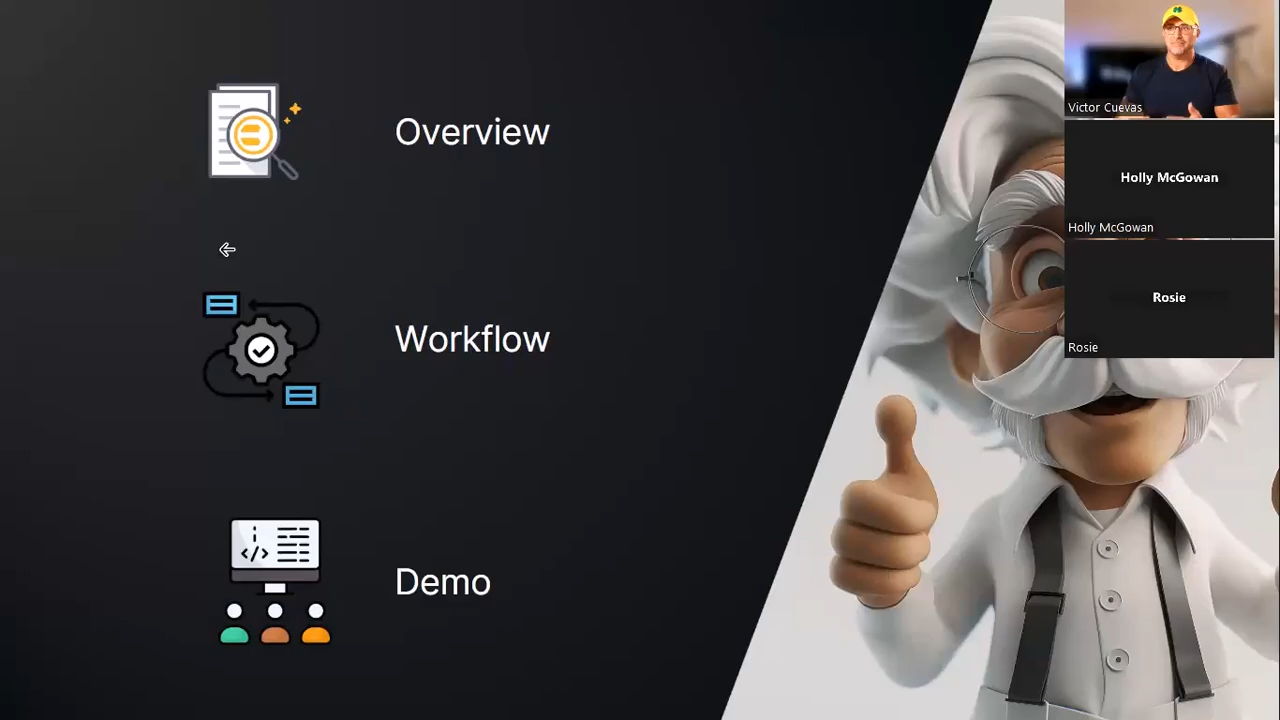 Overview
Workflow
Demo
Victor Cuevas
Holly McGowan
Holly McGowan
Rosie
Rosie